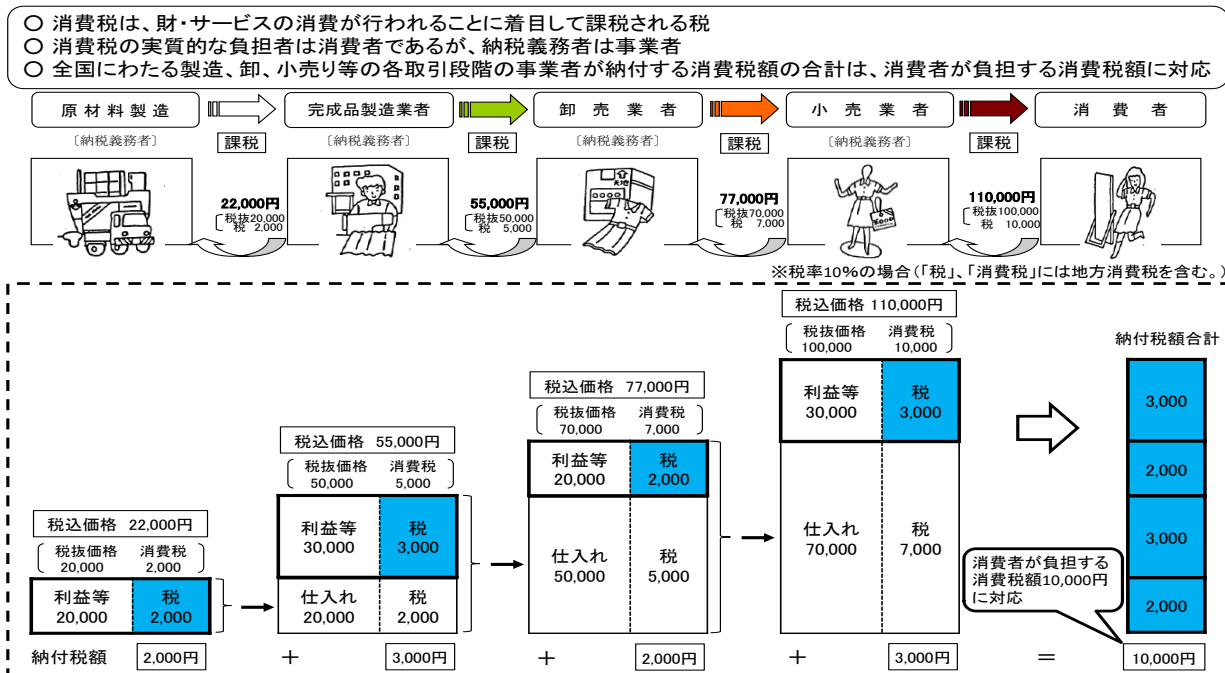 ○ 消費税は、財・サービスの消費が行われることに着目して課税される税
○ 消費税の実質的な負担者は消費者であるが、納税義務者は事業者
○ 全国にわたる製造、卸、小売り等の各取引段階の事業者が納付する消費税額の合計は、消費者が負担する消費税額に対応
原材料製造 完成品製造業者 卸売業者 小売業者 消費者
〔納税義務者〕 課税 〔納税義務者〕 課税 〔納税義務者〕 課税 〔納税義務者〕 課税
22,000円
税抜20,000
税 2,000
55,000円
税抜50,000
税 5,000
天地
77,000円
税抜70,000
税 7,000
110,000円
税抜100,000
税 10,000
※税率10%の場合(「税」、「消費税」には地方消費税を含む。)
税込価格 22,000円
税抜価格 消費税
20,000 2,000
利益等 税
20,000 2,000
税込価格 55,000円
税抜価格 消費税
50,000 5,000
利益等 税
30,000 3,000
仕入れ 税
20,000 2,000
税込価格 77,000円
税抜価格 消費税
70,000 7,000
利益等 税
20,000 2,000
仕入れ 税
50,000 5,000
税込価格 110,000円
税抜価格 消費税
100,000 10,000
利益等 税
30,000 3,000
仕入れ 税
70,000 7,000
納付税額合計
3,000
2,000
3,000
2,000
消費者が負担する
消費税額10,000円
に対応
納付税額 2,000円 + 3,000円 + 2,000円 + 3,000円 = 10,000円